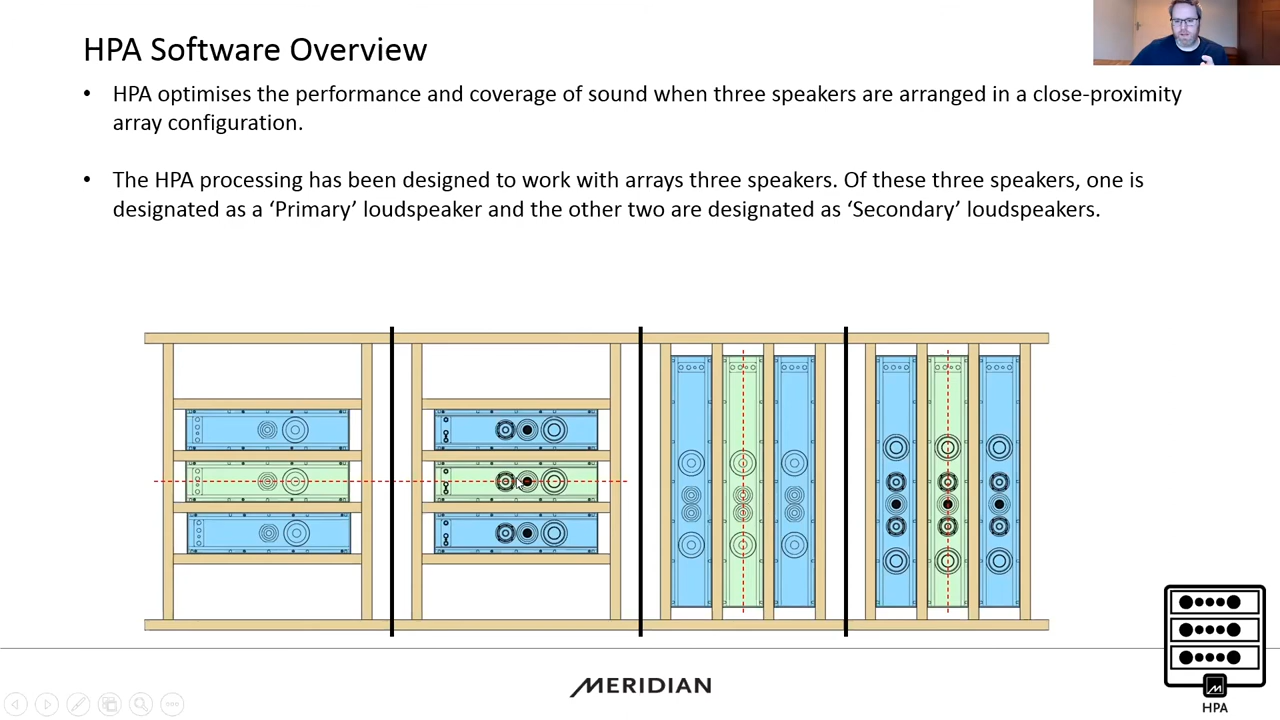 HPA Software Overview
• HPA optimises the performance and coverage of sound when three speakers are arranged in a close-proximity
array configuration.
• The HPA processing has been designed to work with arrays three speakers. Of these three speakers, one is
designated as a ‘Primary’ loudspeaker and the other two are designated as ‘Secondary’ loudspeakers.
MERIDIAN
HPA